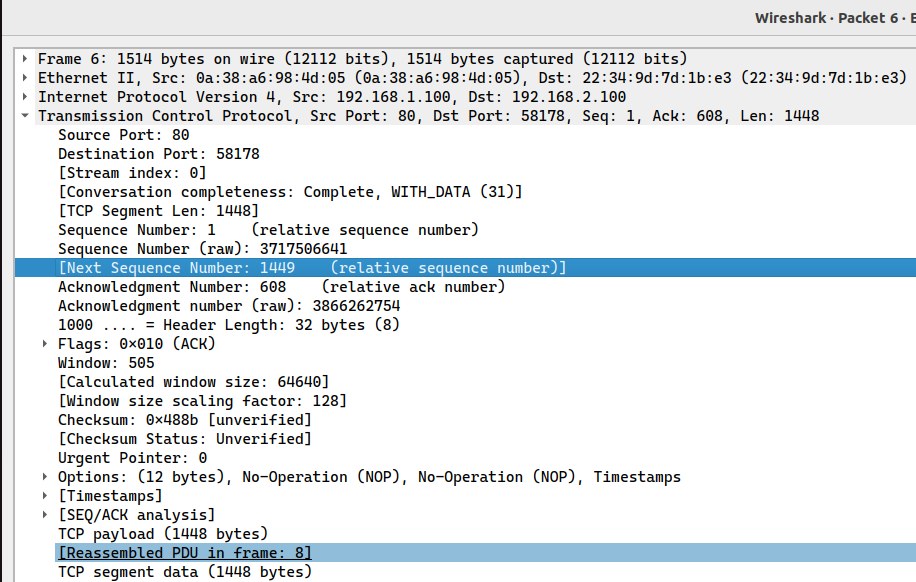 Wireshark · Packet 6 ·
Frame 6: 1514 bytes on wire (12112 bits), 1514 bytes captured (12112 bits)
Ethernet II, Src: 0a:38:a6:98:4d:05 (0a:38:a6:98:4d:05), Dst: 22:34:9d:7d:1b:e3 (22:34:9d:7d:1b:e3)
Internet Protocol Version 4, Src: 192.168.1.100, Dst: 192.168.2.100
Transmission Control Protocol, Src Port: 80, Dst Port: 58178, Seq: 1, Ack: 608, Len: 1448
Source Port: 80
Destination Port: 58178
[Stream index: 0]
[Conversation completeness: Complete, WITH_DATA (31)]
[TCP Segment Len: 1448]
Sequence Number: 1    (relative sequence number)
Sequence Number (raw): 3717506641
[Next Sequence Number: 1449    (relative sequence number)]
Acknowledgment Number: 608    (relative ack number)
Acknowledgment number (raw): 3866262754
1000 .... = Header Length: 32 bytes (8)
Flags: 0×010 (ACK)
Window: 505
[Calculated window size: 64640]
[Window size scaling factor: 128]
Checksum: 0×488b [unverified]
[Checksum Status: Unverified]
Urgent Pointer: 0
Options: (12 bytes), No-Operation (NOP), No-Operation (NOP), Timestamps
[Timestamps]
[SEQ/ACK analysis]
TCP payload (1448 bytes)
[Reassembled PDU in frame: 8]
TCP segment data (1448 bytes)